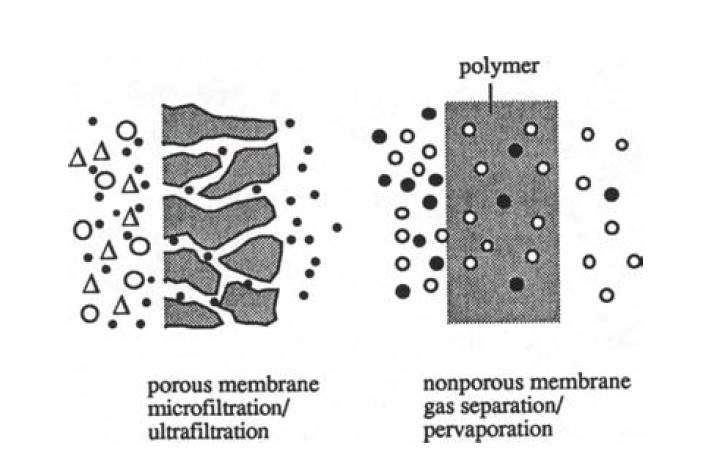 polymer
porous membrane
microfiltration/
ultrafiltration
nonporous membrane
gas separation/
pervaporation